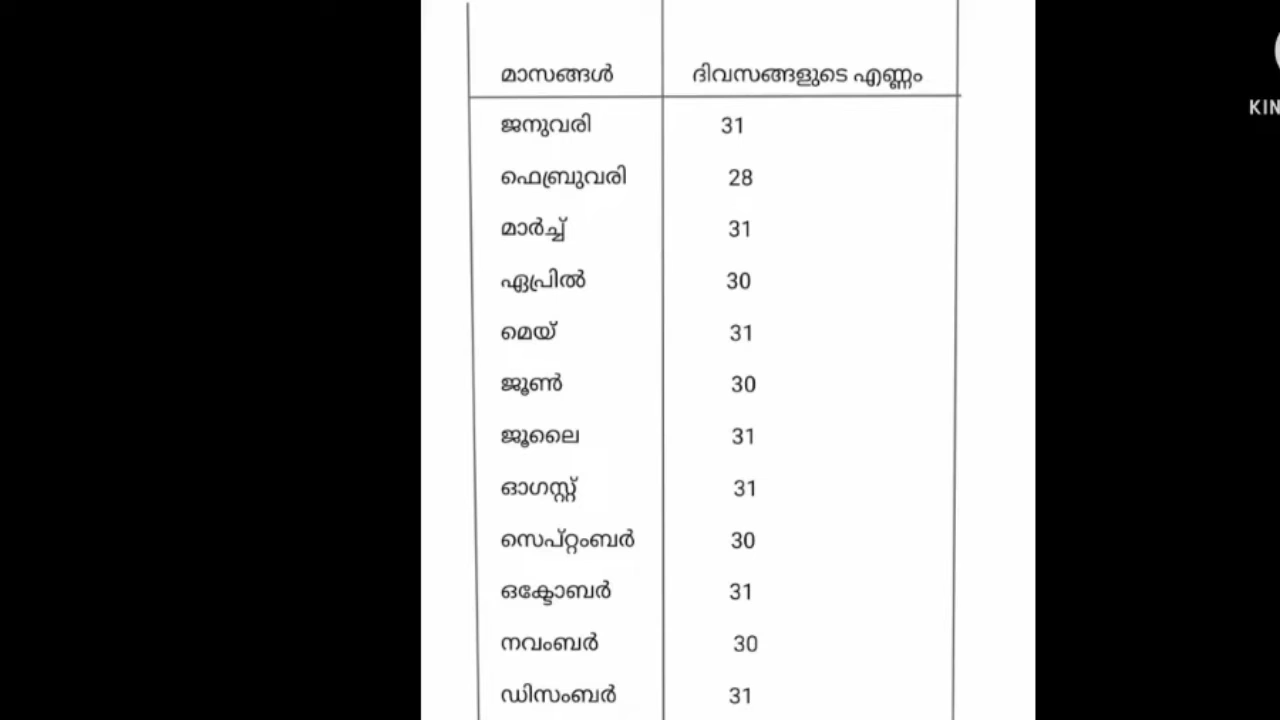 മാസങ്ങൾ ദിവസങ്ങളുടെ എണ്ണം
ജനുവരി 31
ഫെബ്രുവരി 28
മാർച്ച് 31
ഏപ്രിൽ 30
മെയ് 31
ജൂൺ 30
ജൂലൈ 31
ഓഗസ്റ്റ് 31
സെപ്റ്റംബർ 30
ഒക്ടോബർ 31
നവംബർ 30
ഡിസംബർ 31
KIN